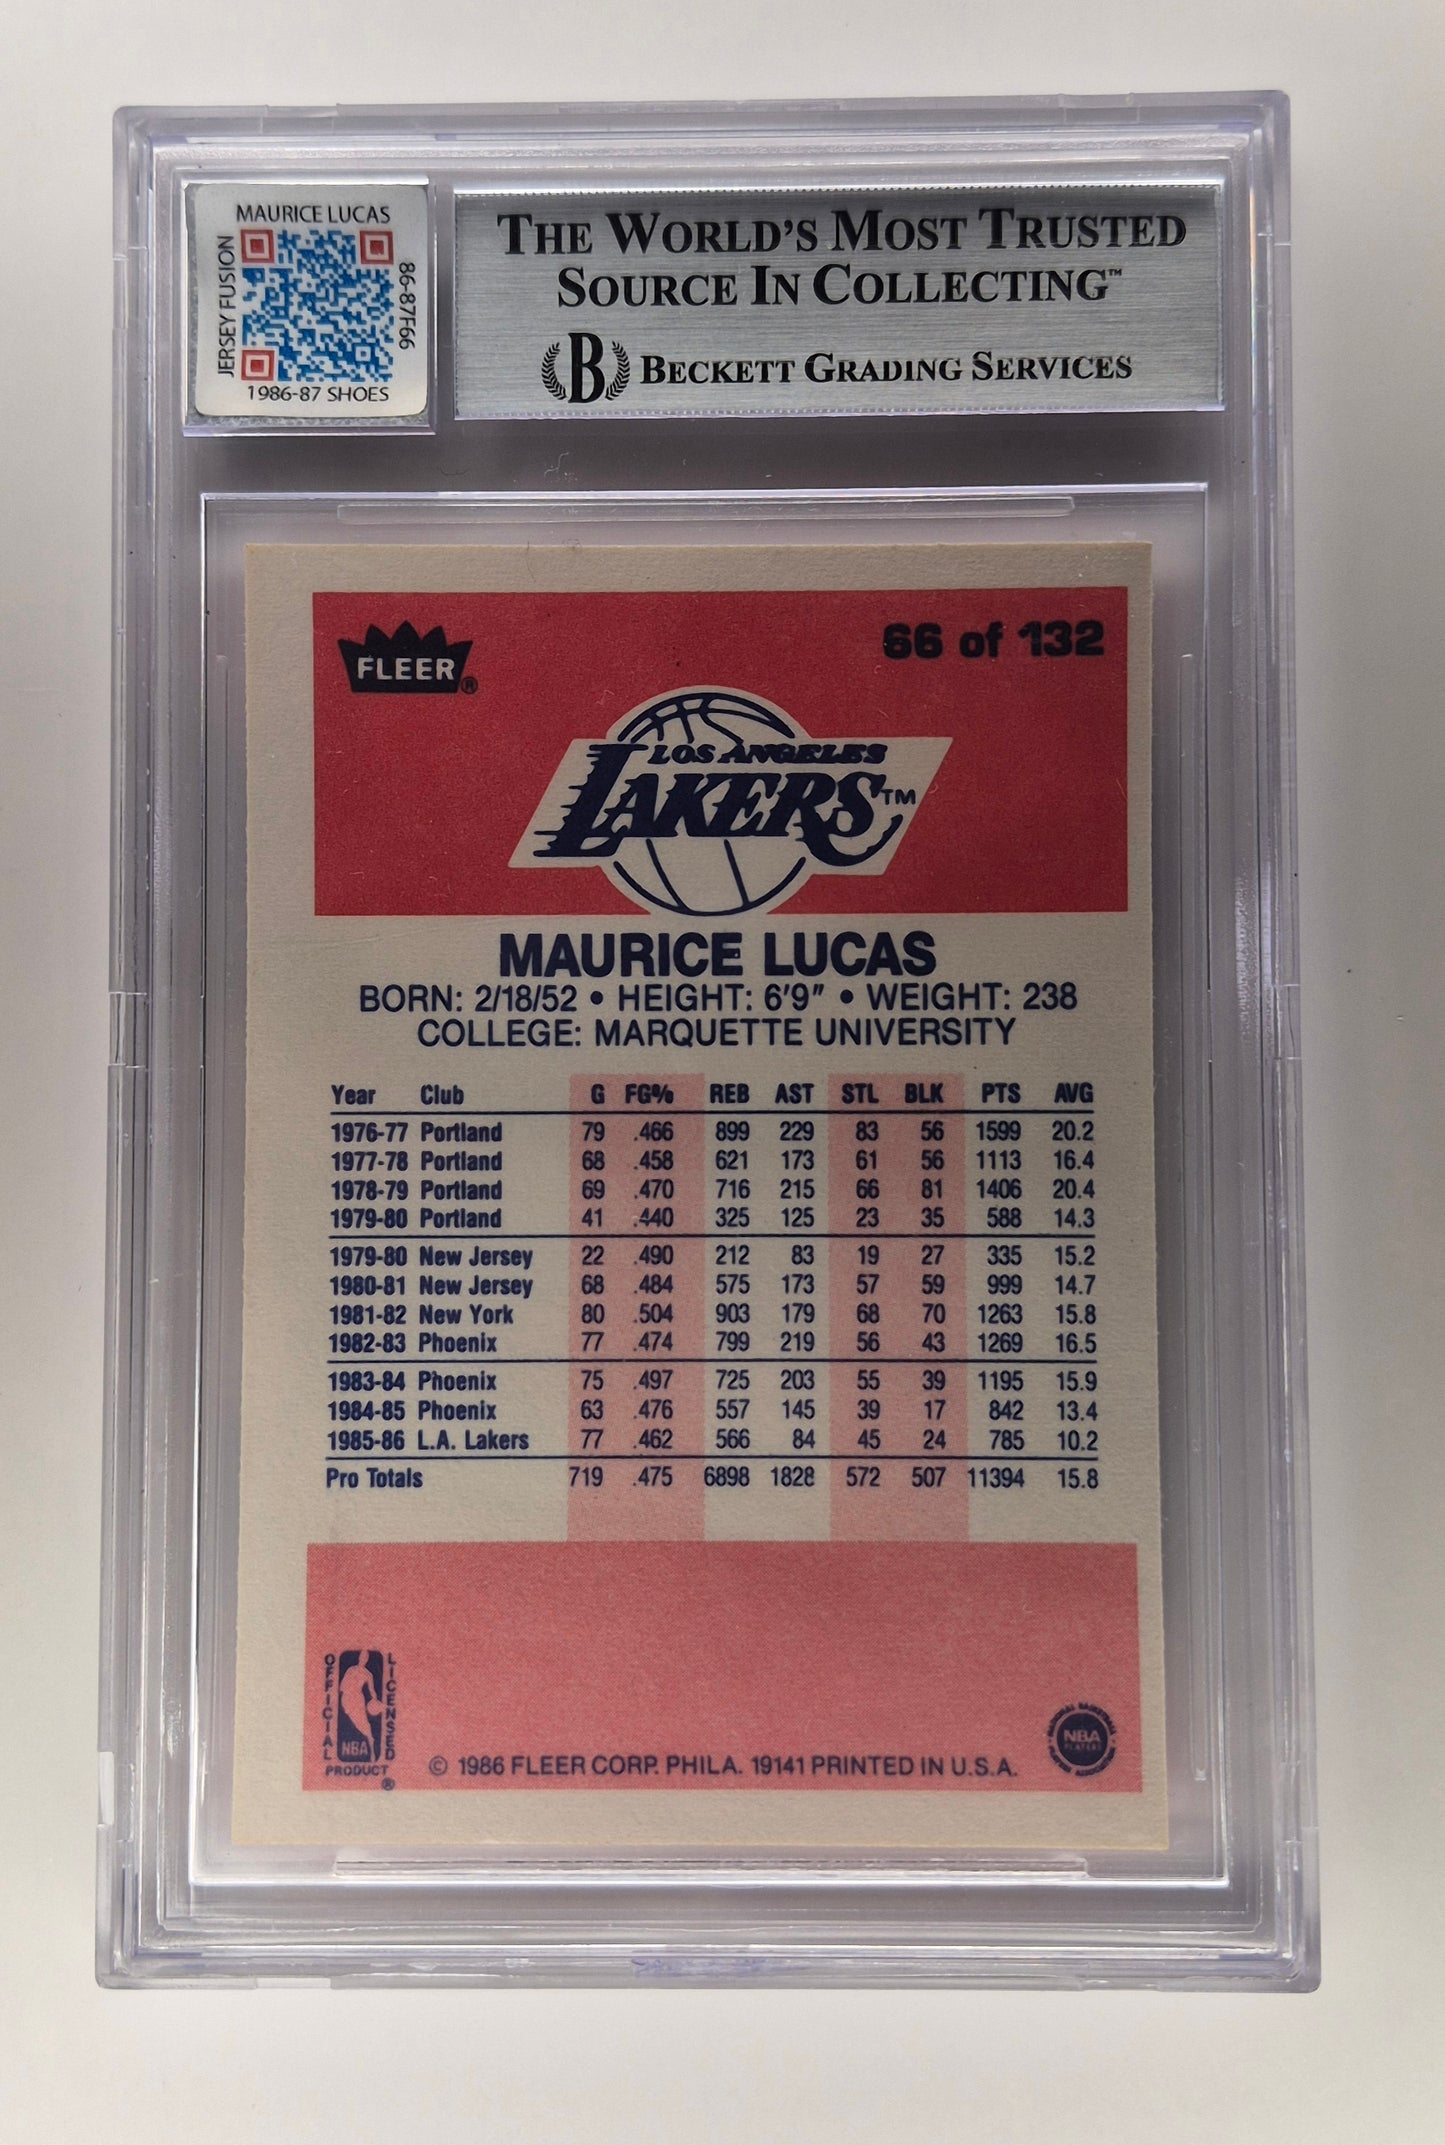 MAURICE LUCAS
JERSEY FUSION
86-87F66
1986-87 SHOES
THE WORLD'S MOST TRUSTED
SOURCE IN COLLECTING™
B BECKETT GRADING SERVICES
FLEER®
66 of 132
LOS ANGELES
LAKERS™
MAURICE LUCAS
BORN: 2/18/52 • HEIGHT: 6'9" • WEIGHT: 238
COLLEGE: MARQUETTE UNIVERSITY
Year Club G FG% REB AST STL BLK PTS AVG
1976-77 Portland 79 .466 899 229 83 56 1599 20.2
1977-78 Portland 68 .458 621 173 61 56 1113 16.4
1978-79 Portland 69 .470 716 215 66 81 1406 20.4
1979-80 Portland 41 .440 325 125 23 35 588 14.3
1979-80 New Jersey 22 .490 212 83 19 27 335 15.2
1980-81 New Jersey 68 .484 575 173 57 59 999 14.7
1981-82 New York 80 .504 903 179 68 70 1263 15.8
1982-83 Phoenix 77 .474 799 219 56 43 1269 16.5
1983-84 Phoenix 75 .497 725 203 55 39 1195 15.9
1984-85 Phoenix 63 .476 557 145 39 17 842 13.4
1985-86 L.A. Lakers 77 .462 566 84 45 24 785 10.2
Pro Totals 719 .475 6898 1828 572 507 11394 15.8
OFFICIAL
LICENSED
NBA
PRODUCT®
© 1986 FLEER CORP. PHILA. 19141 PRINTED IN U.S.A.
NATIONAL BASKETBALL
NBA
PLAYERS
PLAYERS ASSOCIATION